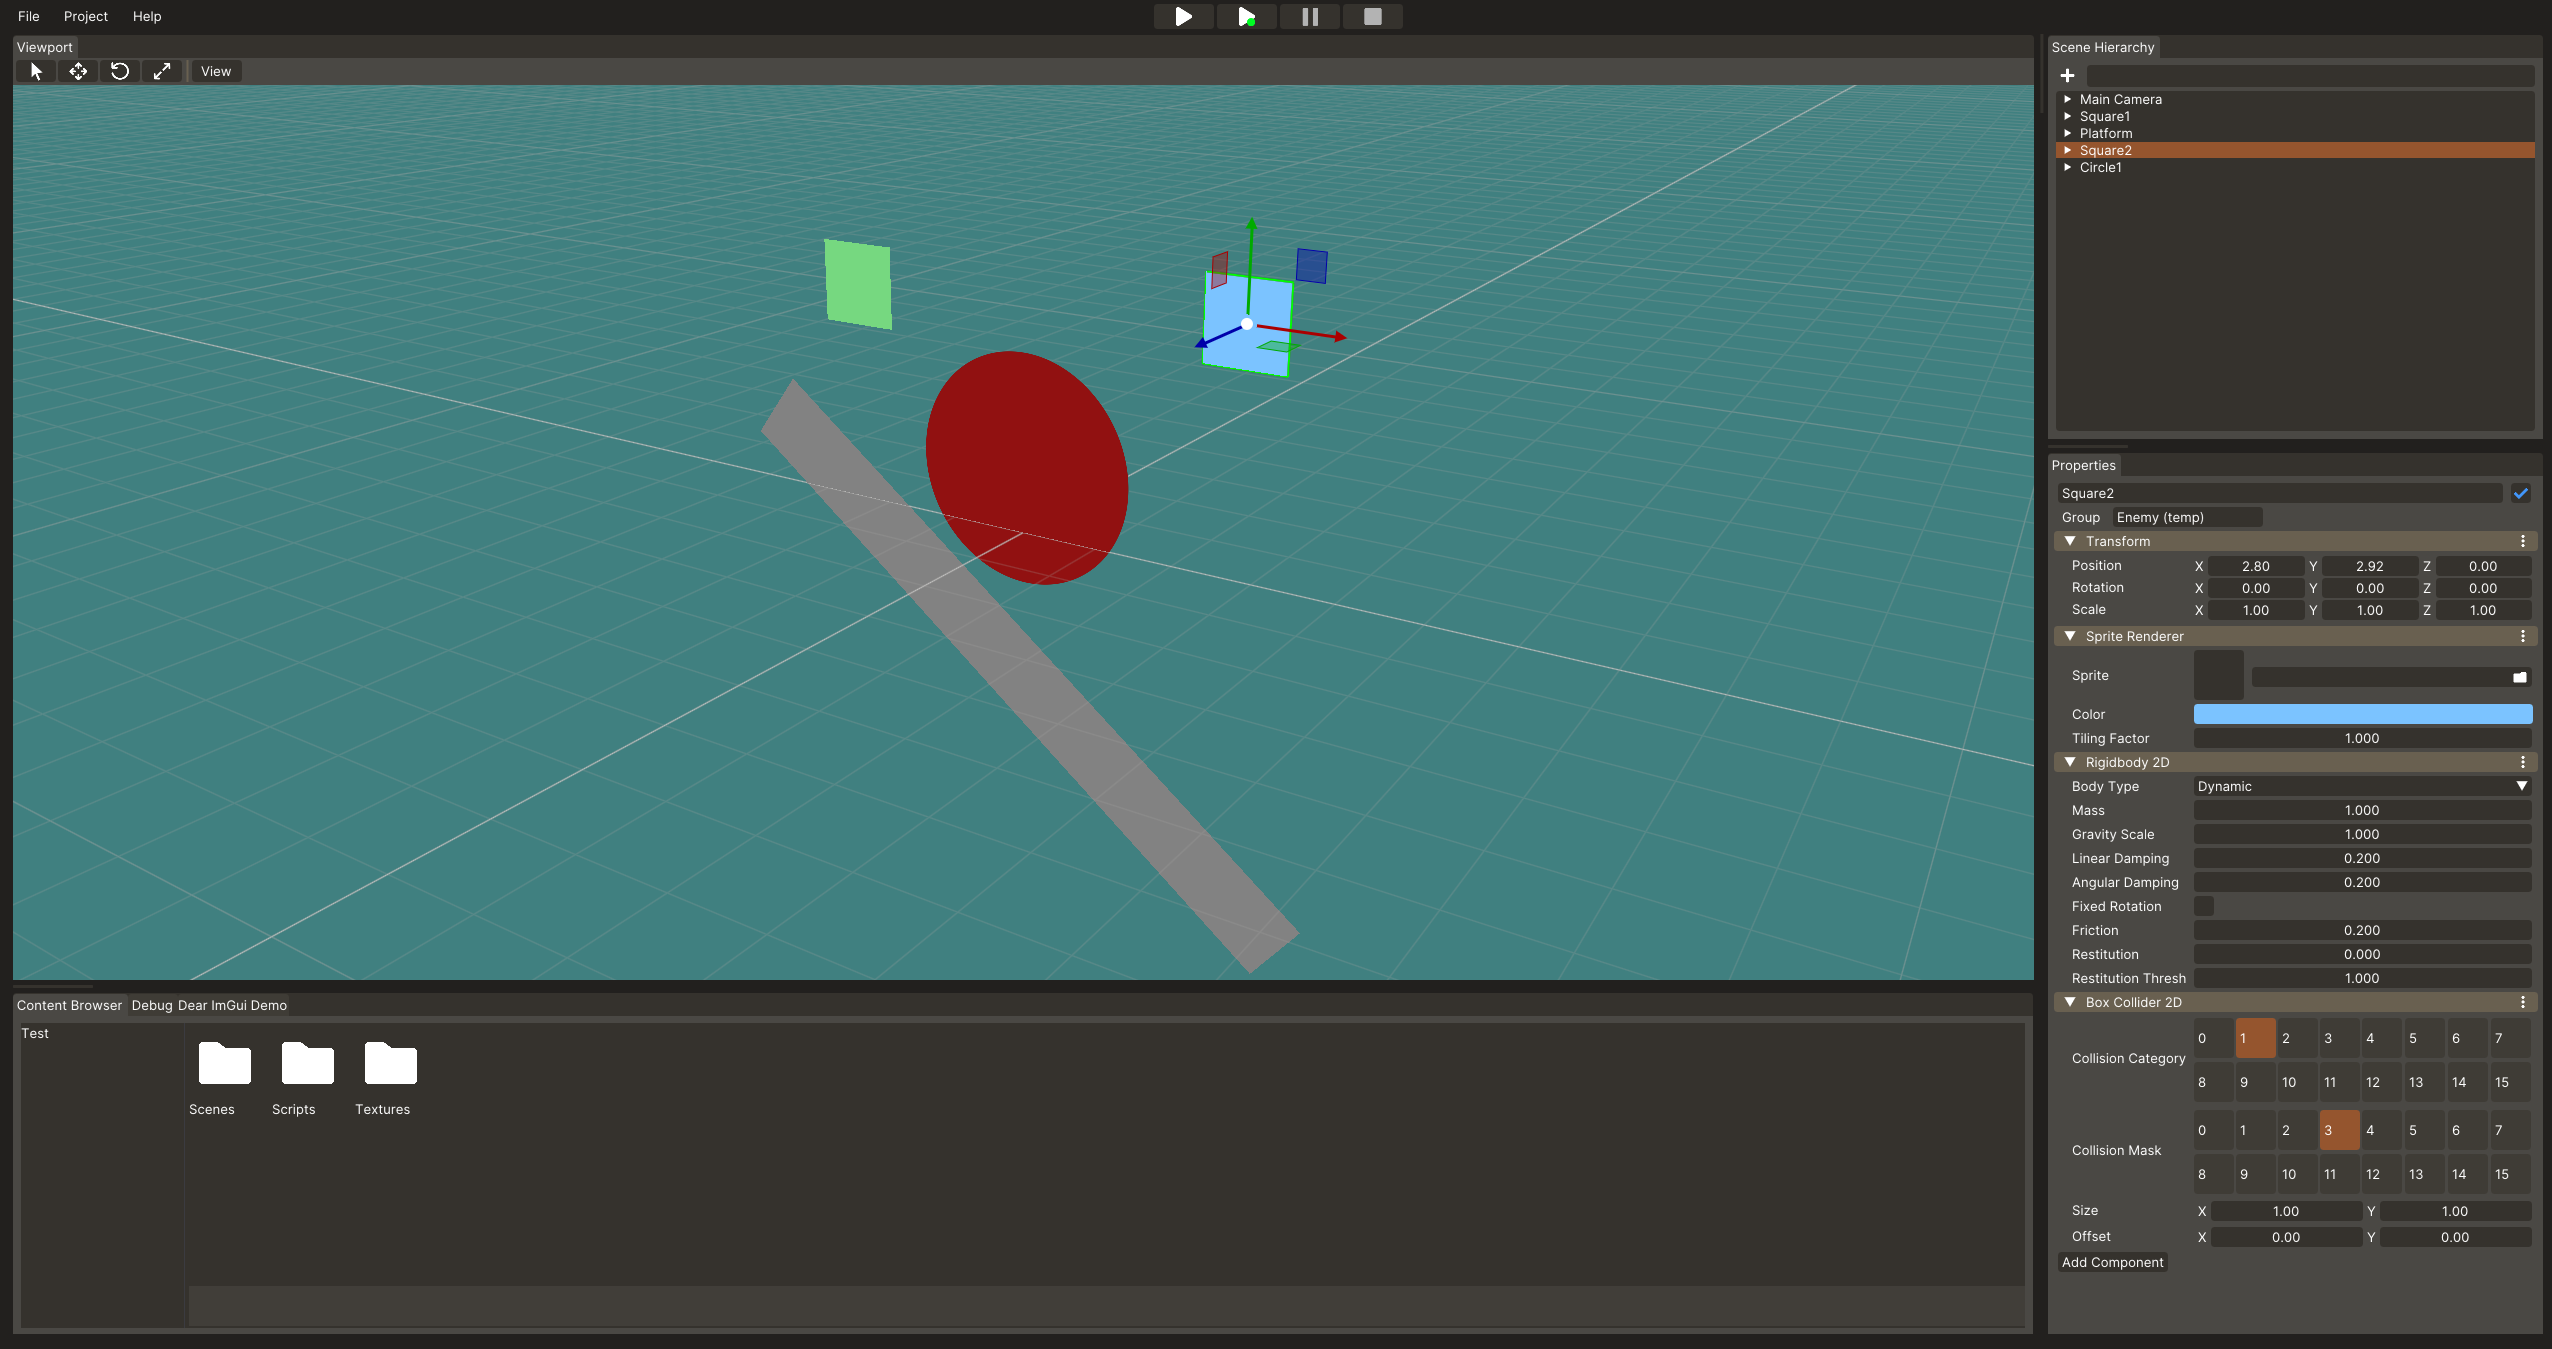 File Project Help
Viewport
View
Content Browser Debug Dear ImGui Demo
Test
Scenes Scripts Textures
Scene Hierarchy
Main Camera
Square1
Platform
Square2
Circle1
Properties
Square2
Group Enemy (temp)
Transform
Position X 2.80 Y 2.92 Z 0.00
Rotation X 0.00 Y 0.00 Z 0.00
Scale X 1.00 Y 1.00 Z 1.00
Sprite Renderer
Sprite
Color
Tiling Factor 1.000
Rigidbody 2D
Body Type Dynamic
Mass 1.000
Gravity Scale 1.000
Linear Damping 0.200
Angular Damping 0.200
Fixed Rotation
Friction 0.200
Restitution 0.000
Restitution Thresh 1.000
Box Collider 2D
0 1 2 3 4 5 6 7
Collision Category
8 9 10 11 12 13 14 15
0 1 2 3 4 5 6 7
Collision Mask
8 9 10 11 12 13 14 15
Size X 1.00 Y 1.00
Offset X 0.00 Y 0.00
Add Component